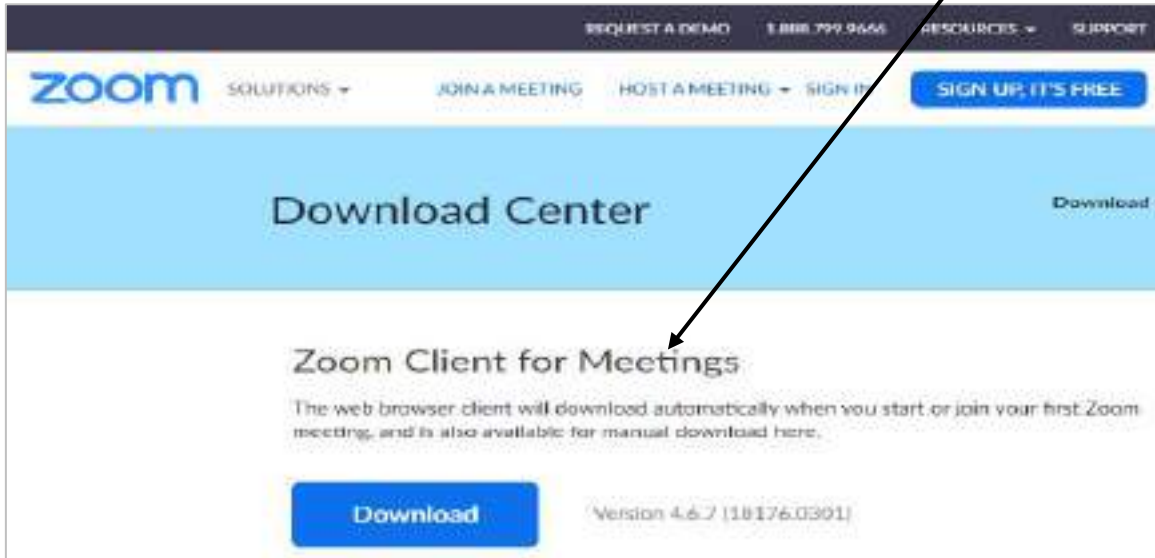 REQUEST A DEMO 1.888.799.9666 RESOURCES SUPPORT
zoom SOLUTIONS JOIN A MEETING HOST A MEETING SIGN IN SIGN UP, IT'S FREE
Download Center Download
Zoom Client for Meetings
The web browser client will download automatically when you start or join your first Zoom
meeting, and is also available for manual download here.
Download Version 4.6.7 (18176.0301)